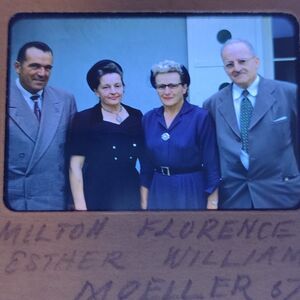 MILTON FLORENCE
ESTHER WILLIAM
MOELLER 67